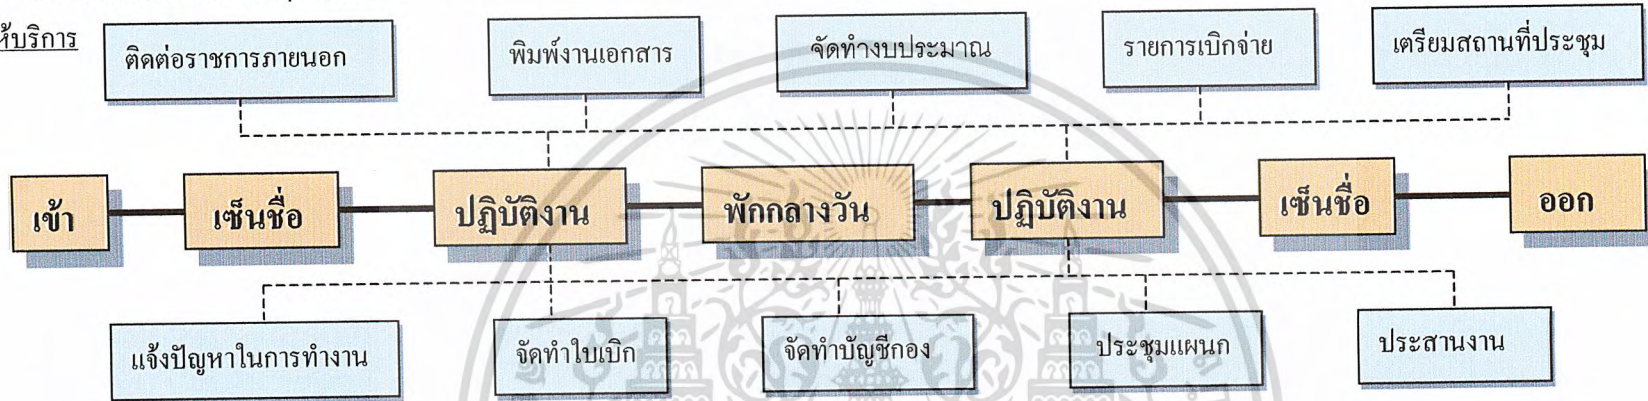 ห้บริการ
ติดต่อราชการภายนอก
พิมพ์งานเอกสาร
จัดทำงบประมาณ
รายการเบิกจ่าย
เตรียมสถานที่ประชุม
เข้า
เซ็นชื่อ
ปฏิบัติงาน
พักกลางวัน
ปฏิบัติงาน
เซ็นชื่อ
ออก
แจ้งปัญหาในการทำงาน
จัดทำใบเบิก
จัดทำบัญชีกอง
ประชุมแผนก
ประสานงาน